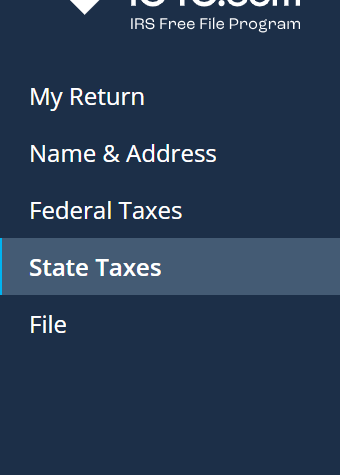 IRS Free File Program
My Return
Name & Address
Federal Taxes
State Taxes
File